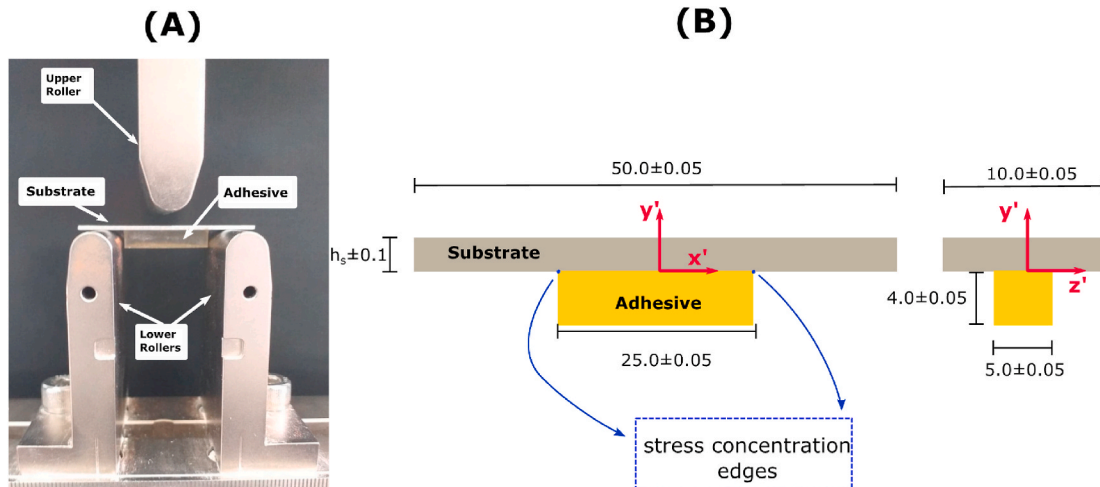 (A)
Upper
Roller
Substrate
Adhesive
Lower
Rollers
(B)
50.0±0.05
y'
hₛ±0.1
Substrate
x'
Adhesive
25.0±0.05
stress concentration
edges
10.0±0.05
y'
z'
4.0±0.05
5.0±0.05